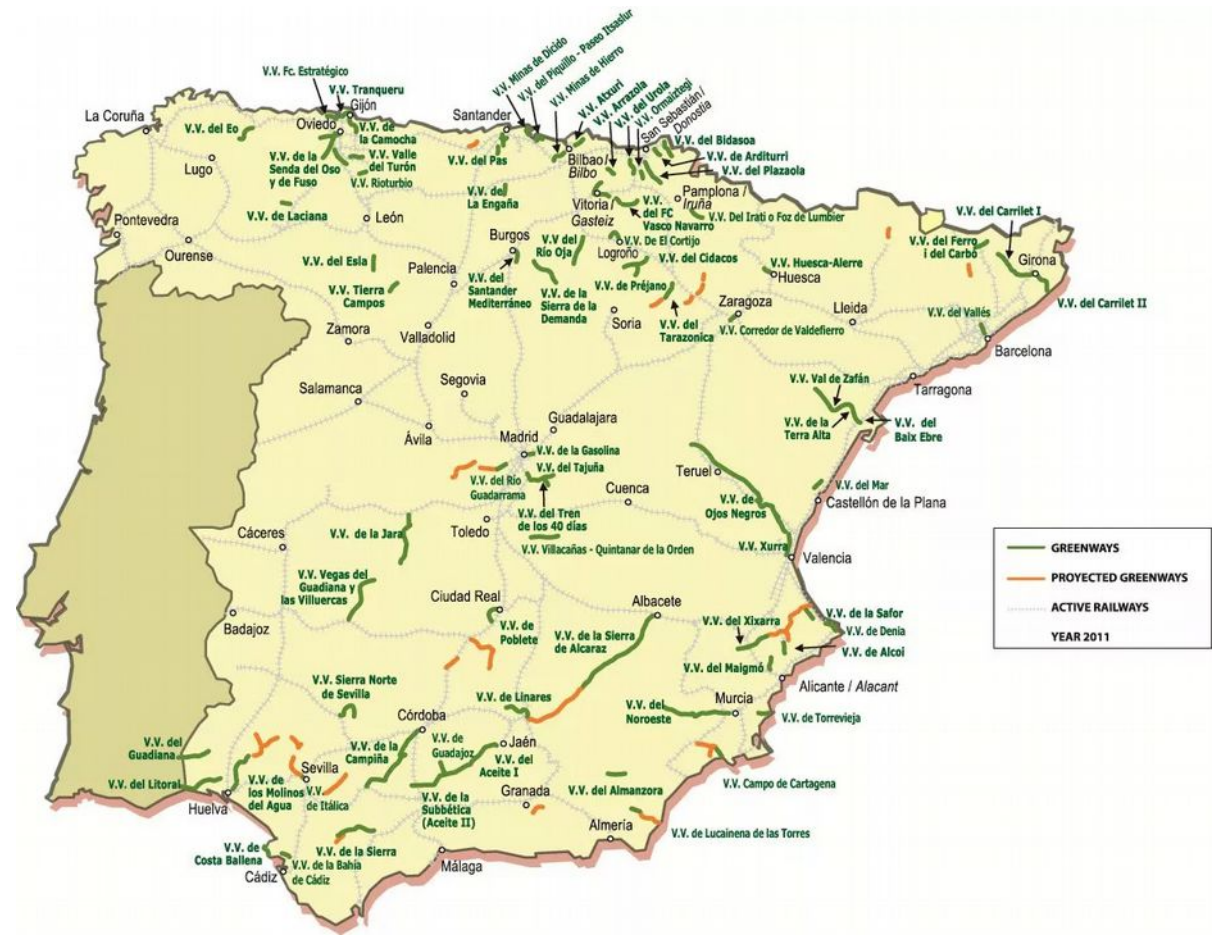 V.V. Minas de Dícido
V.V. del Piquillo - Paseo Itsaslur
V.V. Minas de Hierro
V.V. Atxuri
V.V. Arrazola
V.V. del Urola
V.V. Ormaiztegi
San Sebastián /
Donostia
V.V. Fc. Estratégico
V.V. Tranqueru
Gijón
La Coruña
V.V. del Eo
Oviedo
V.V. de
la Camocha
Santander
V.V. del Bidasoa
V.V. de Arditurri
V.V. del Plazaola
Lugo
V.V. de la
Senda del Oso
y de Fuso
V.V. Valle
del Turón
V.V. Rioturbio
V.V. del Pas
Bilbao /
Bilbo
V.V. de
La Engaña
Vitoria /
Gasteiz
Pamplona /
Iruña
V.V.
del FC
Vasco Navarro
V.V. Del Irati o Foz de Lumbier
Pontevedra
V.V. de Laciana
León
V.V. del Carrilet I
Ourense
Burgos
V.V del
Río Oja
V.V. De El Cortijo
Logroño
V.V. del Cidacos
V.V. del Ferro
i del Carbó
Girona
V.V. del Esla
Palencia
V.V. del
Santander
Mediterráneo
V.V. de Préjano
V.V. Huesca-Alerre
Huesca
V.V. Tierra
Campos
V.V. de la
Sierra de la
Demanda
Soria
Zaragoza
Lleida
V.V. del Carrilet II
V.V. del Vallés
Zamora
Valladolid
V.V. del
Tarazonica
V.V. Corredor de Valdefierro
Barcelona
Salamanca
Segovia
V.V. Val de Zafán
Tarragona
Ávila
Guadalajara
V.V. de la
Terra Alta
V.V. del
Baix Ebre
Madrid
V.V. de la Gasolina
V.V. del Tajuña
Teruel
V.V. del Río
Guadarrama
Cuenca
V.V. del Mar
Castellón de la Plana
V.V. de
Ojos Negros
V.V. del Tren
de los 40 días
Cáceres
V.V. de la Jara
Toledo
V.V. Villacañas - Quintanar de la Orden
V.V. Xurra
Valencia
GREENWAYS
PROYECTED GREENWAYS
ACTIVE RAILWAYS
YEAR 2011
V.V. Vegas del
Guadiana y
las Villuercas
Ciudad Real
Albacete
Badajoz
V.V. de
Poblete
V.V. de la Sierra
de Alcaraz
V.V. del Xixarra
V.V. de la Safor
V.V. de Denia
V.V. de Alcoi
V.V. del Maigmó
Alicante / Alacant
V.V. Sierra Norte
de Sevilla
V.V. de Linares
V.V. del
Noroeste
Murcia
V.V. de Torrevieja
Córdoba
V.V. del
Guadiana
V.V. de la
Campiña
V.V. de
Guadajoz
Jaén
V.V. del
Aceite I
V.V. del Litoral
Sevilla
Huelva
V.V. de
los Molinos
del Agua
V.V.
de Itálica
V.V. de la
Subbética
(Aceite II)
Granada
V.V. del Almanzora
V.V. Campo de Cartagena
Almería
V.V. de Lucainena de las Torres
V.V. de
Costa Ballena
V.V. de la Sierra
V.V. de la Bahía
de Cádiz
Cádiz
Málaga